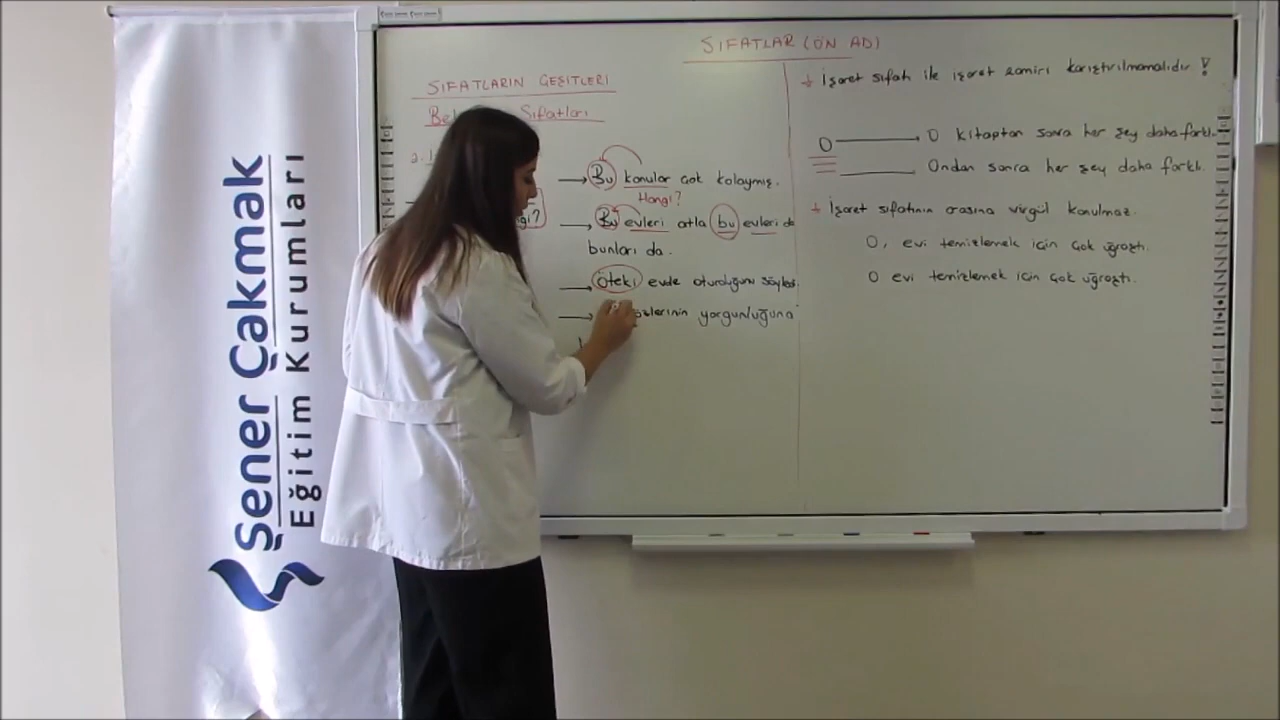 Şener Çakmak
Eğitim Kurumları
SIFATLAR (ÖN AD)
SIFATLARIN ÇEŞİTLERİ
Sıfatları
Bu konular çok kolaymış.
Hangi?
Bu evleri atla bu evleri de
bunları da.
Öteki evde oturduğunu söyledi.
yorgunluğuna
İşaret sıfatı ile işaret zamiri karıştırılmamalıdır!
O O kitaptan sonra her şey daha farklı.
Ondan sonra her şey daha farklı.
İşaret sıfatının arasına virgül konulmaz.
O, evi temizlemek için çok uğraştı.
O evi temizlemek için çok uğraştı.